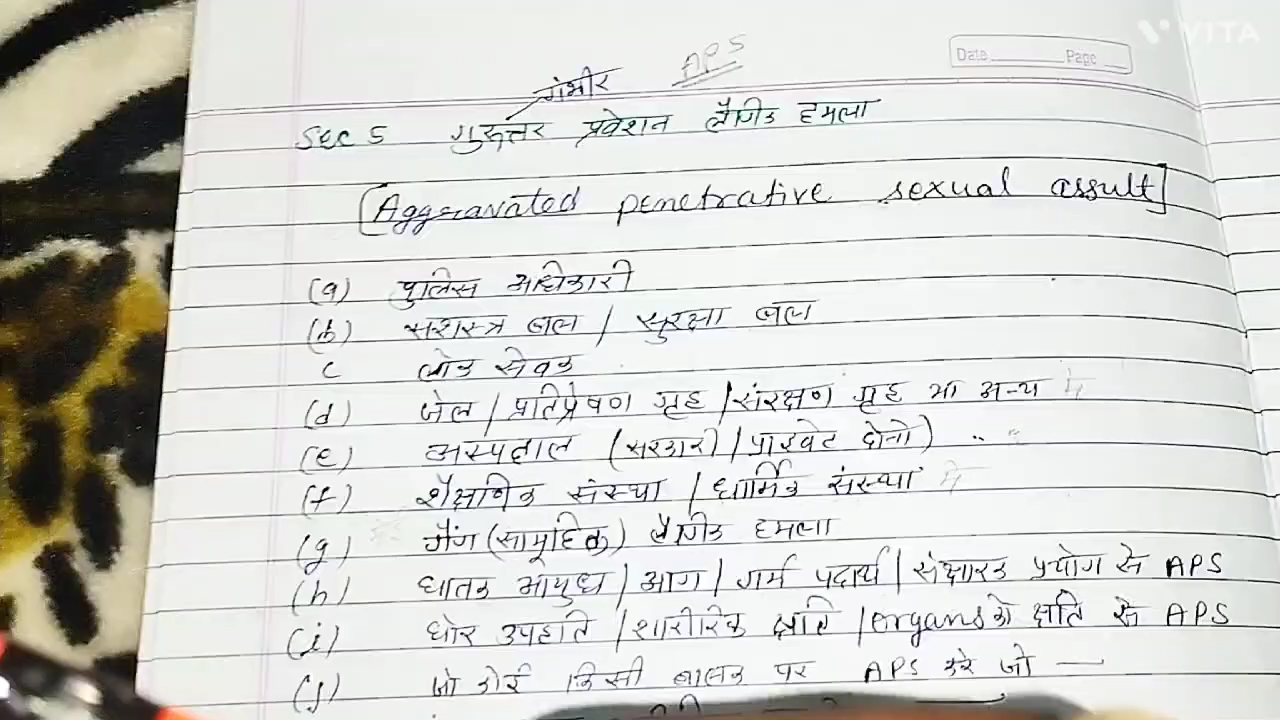 VITA
Date Page
APS
गंभीर
Sec 5 गुरूत्तर प्रवेशन लैंगिक हमला
[Aggravated penetrative sexual assult]
(a) पुलिस अधिकारी
(b) सशस्त्र बल / सुरक्षा बल
c लोक सेवक
(d) जेल / प्रतिप्रेषण गृह / संरक्षण गृह या अन्य में
(e) अस्पताल (सरकारी / प्राइवेट दोनो) .. "
(f) शैक्षणिक संस्था / धार्मिक संस्था में
(g) गैंग (सामूहिक) लैंगिक हमला
(h) घातक आयुध / आग / गर्म पदार्थ / संक्षारक प्रयोग से APS
(i) घोर उपहति / शारीरिक क्षति / organs को क्षति से APS
(j) जो कोई किसी बालक पर APS करे जो —